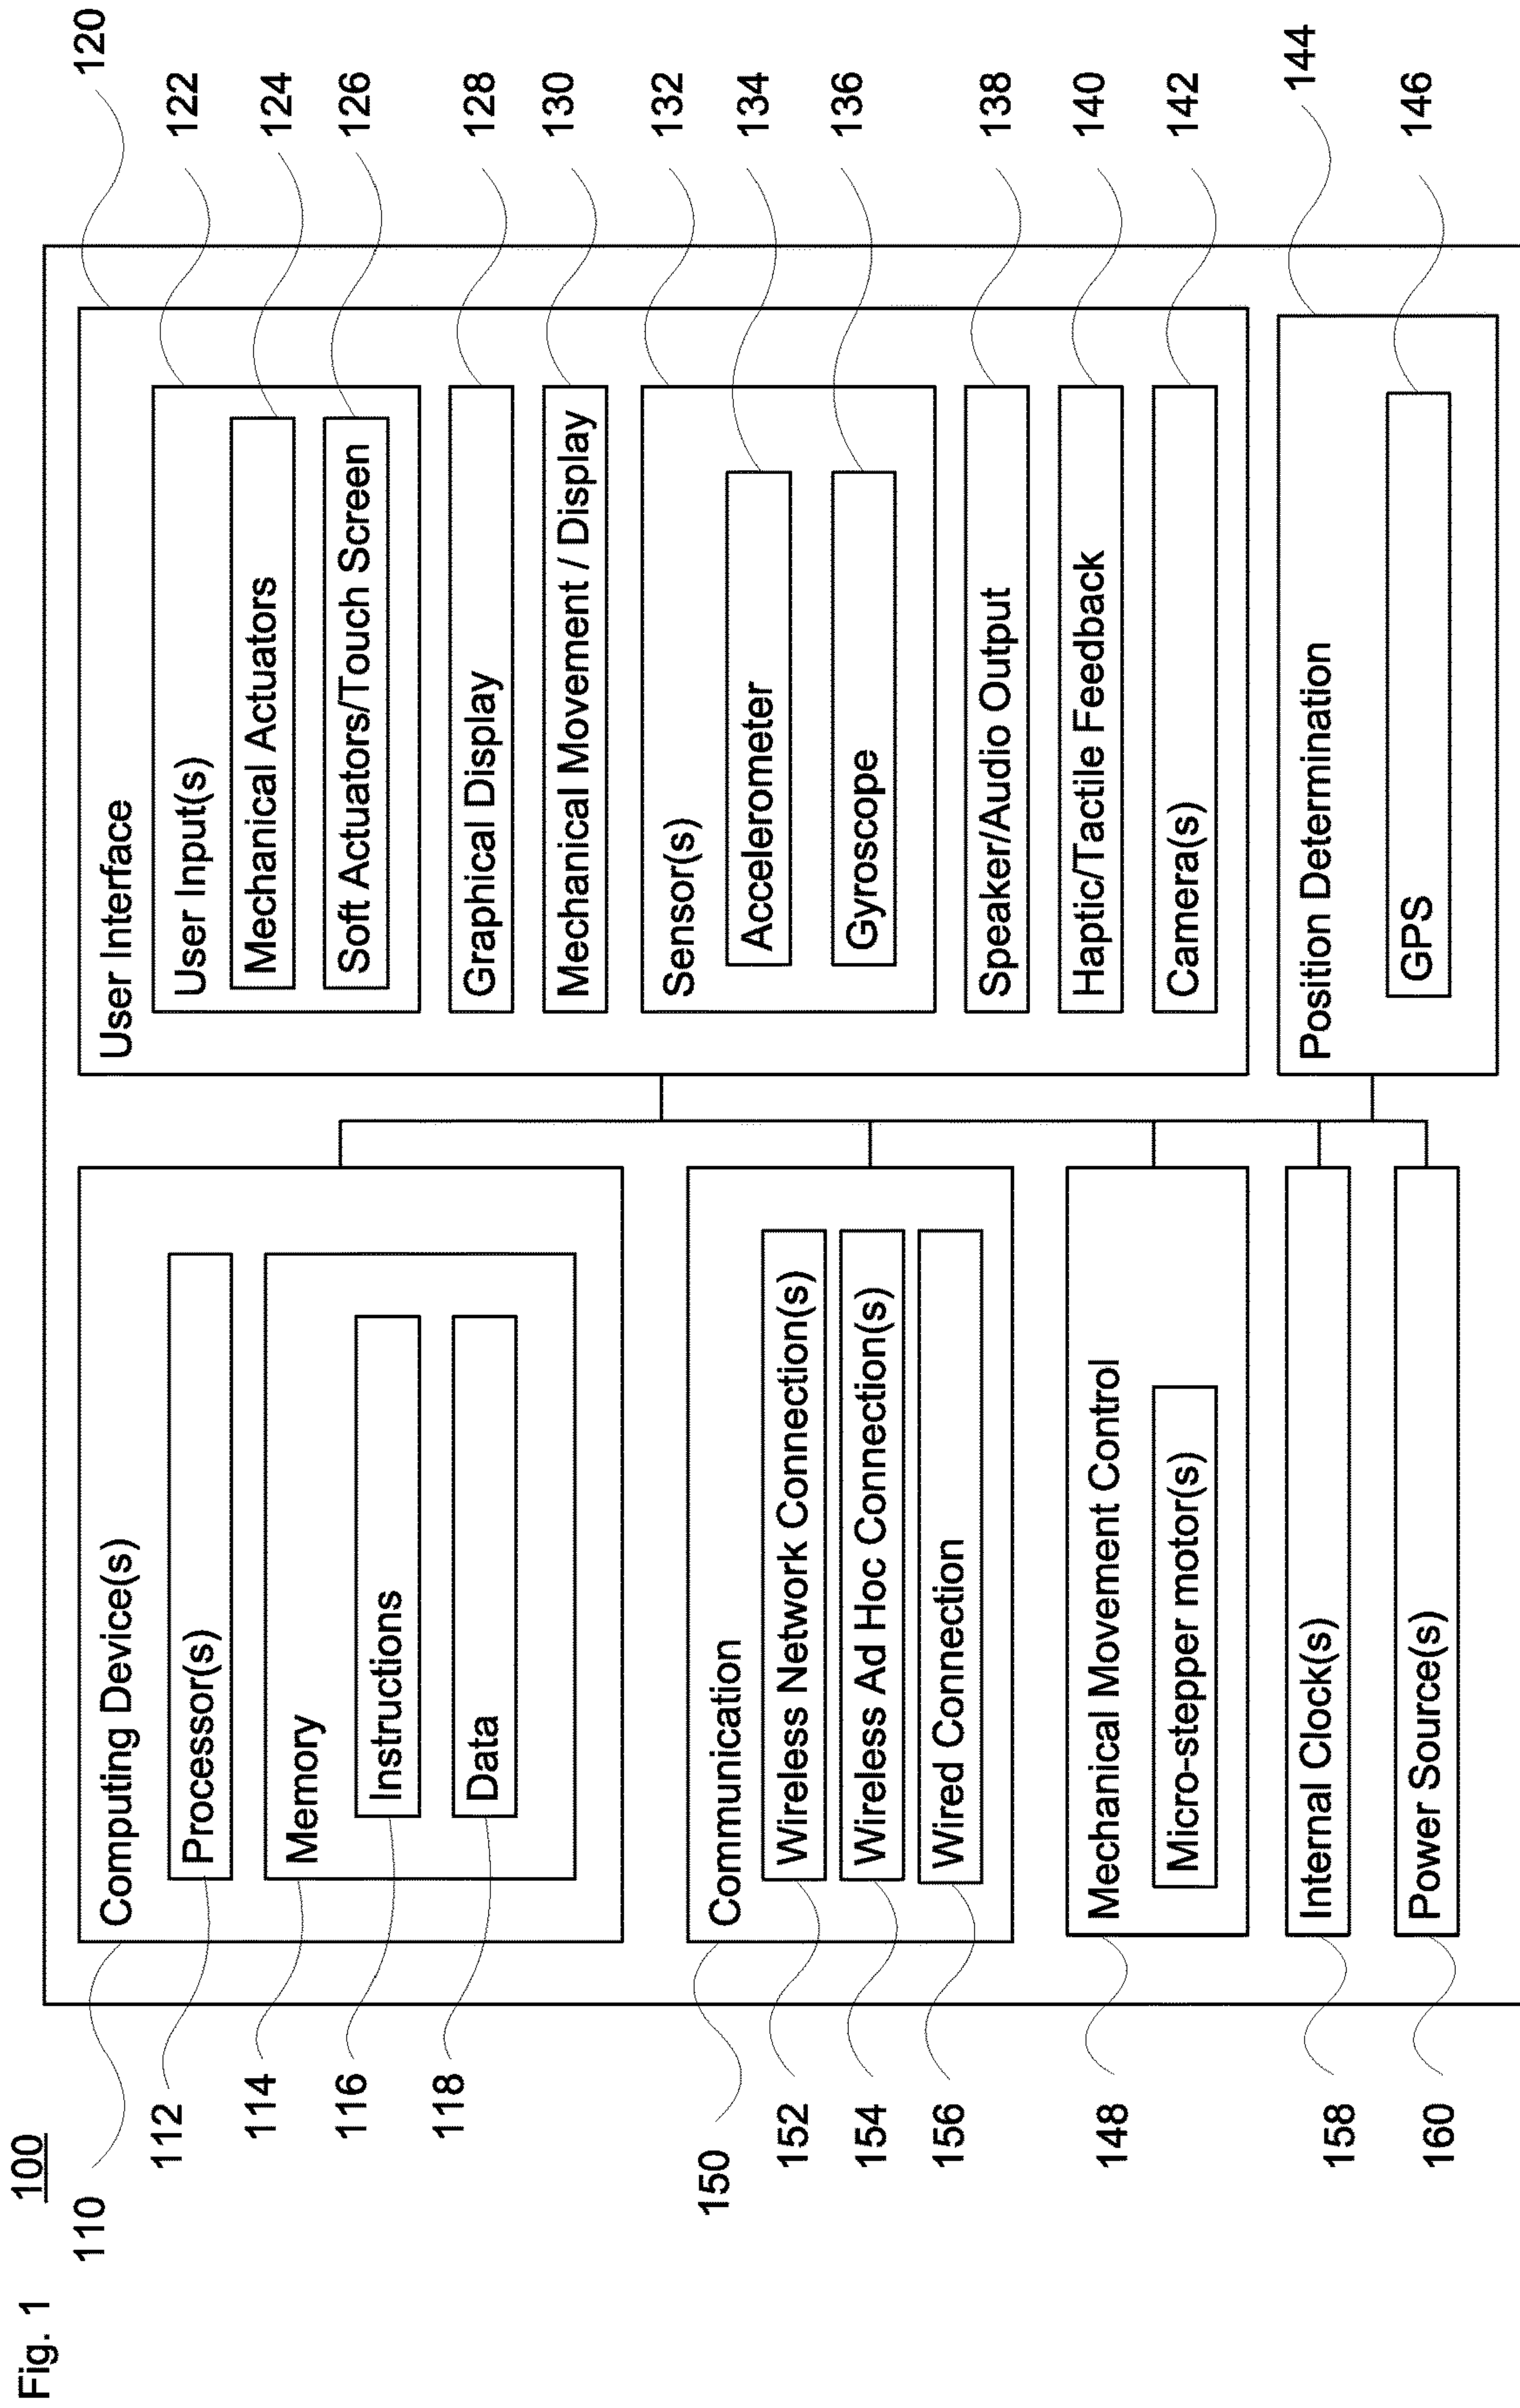 Fig. 1
100
110
112
114
116
118
150
152
154
156
148
158
160
Computing Device(s)
Processor(s)
Memory
Instructions
Data
Communication
Wireless Network Connection(s)
Wireless Ad Hoc Connection(s)
Wired Connection
Mechanical Movement Control
Micro-stepper motor(s)
Internal Clock(s)
Power Source(s)
User Interface
User Input(s)
Mechanical Actuators
Soft Actuators/Touch Screen
Graphical Display
Mechanical Movement / Display
Sensor(s)
Accelerometer
Gyroscope
Speaker/Audio Output
Haptic/Tactile Feedback
Camera(s)
Position Determination
GPS
120
122
124
126
128
130
132
134
136
138
140
142
144
146